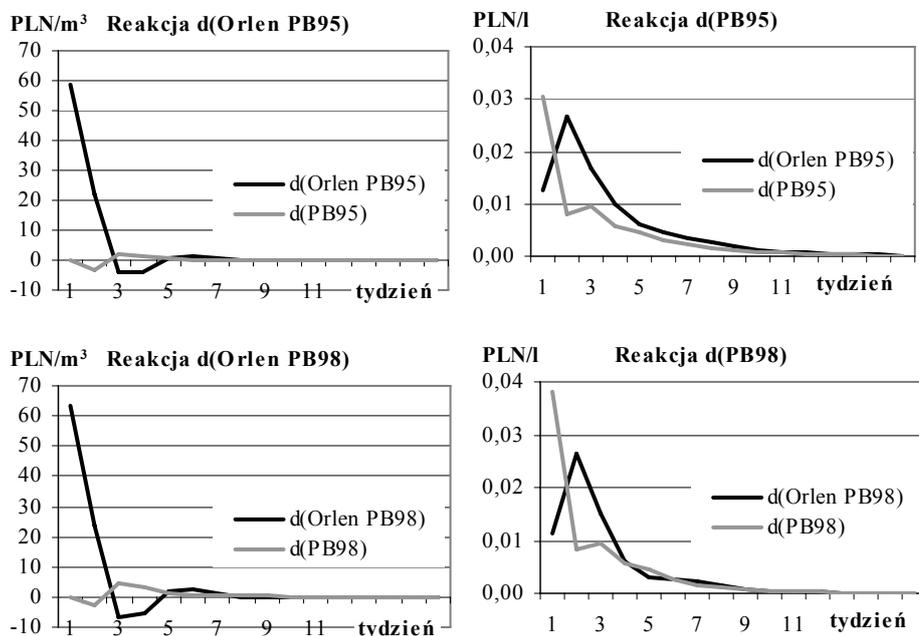 PLN/m³ Reakcja d(Orlen PB95)
70
60
50
40
30
20
10
0
-10
1 3 5 7 9 11 tydzień
d(Orlen PB95)
d(PB95)
PLN/l Reakcja d(PB95)
0,04
0,03
0,02
0,01
0,00
1 3 5 7 9 11 tydzień
d(Orlen PB95)
d(PB95)
PLN/m³ Reakcja d(Orlen PB98)
70
60
50
40
30
20
10
0
-10
1 3 5 7 9 11 tydzień
d(Orlen PB98)
d(PB98)
PLN/l Reakcja d(PB98)
0,04
0,03
0,02
0,01
0,00
1 3 5 7 9 11 tydzień
d(Orlen PB98)
d(PB98)